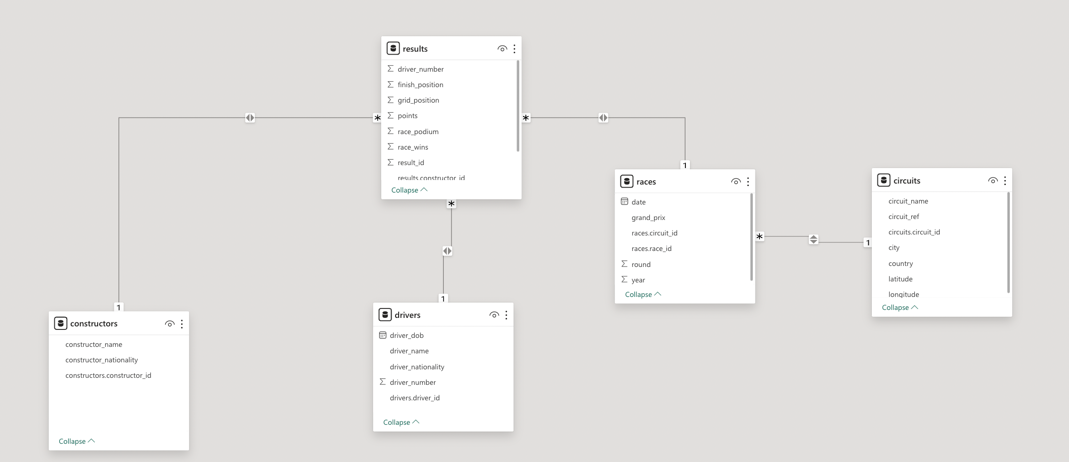 results
driver_number
finish_position
grid_position
points
race_podium
race_wins
result_id
results.constructor_id
Collapse
*
*
*
1
1
1
races
date
grand_prix
races.circuit_id
races.race_id
round
year
Collapse
*
1
circuits
circuit_name
circuit_ref
circuits.circuit_id
city
country
latitude
longitude
Collapse
constructors
constructor_name
constructor_nationality
constructors.constructor_id
Collapse
drivers
driver_dob
driver_name
driver_nationality
driver_number
drivers.driver_id
Collapse